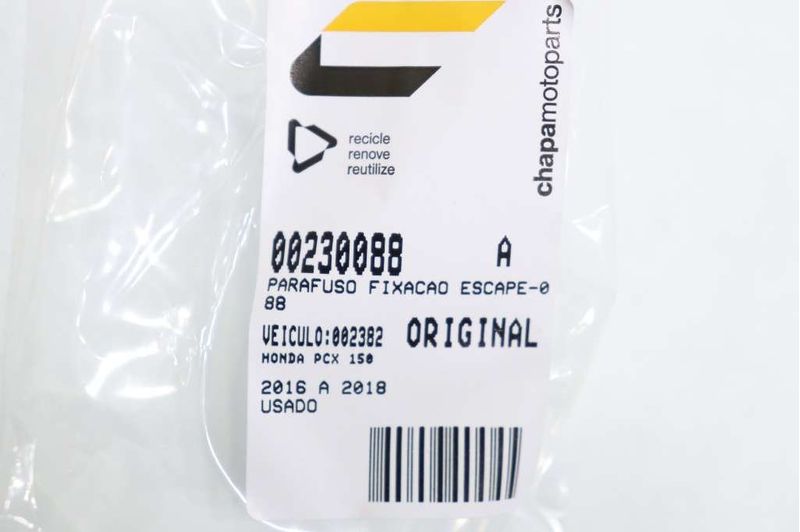 chapamotoparts
recicle
renove
reutilize
00230088 A
PARAFUSO FIXACAO ESCAPE-0
88
VEICULO:002382 ORIGINAL
HONDA PCX 150
2016 A 2018
USADO